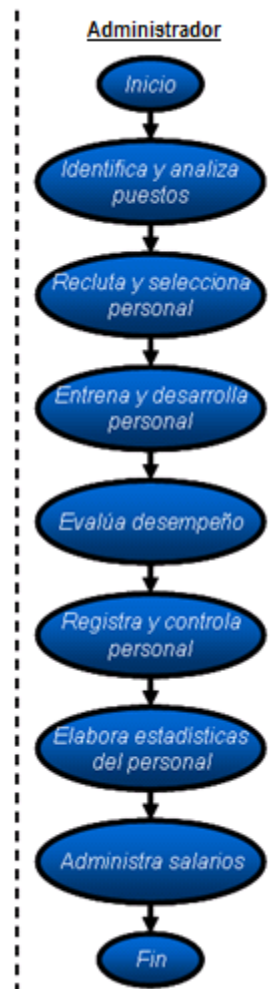 Administrador
Inicio
Identifica y analiza
puestos
Recluta y selecciona
personal
Entrena y desarrolla
personal
Evalúa desempeño
Registra y controla
personal
Elabora estadísticas
del personal
Administra salarios
Fin